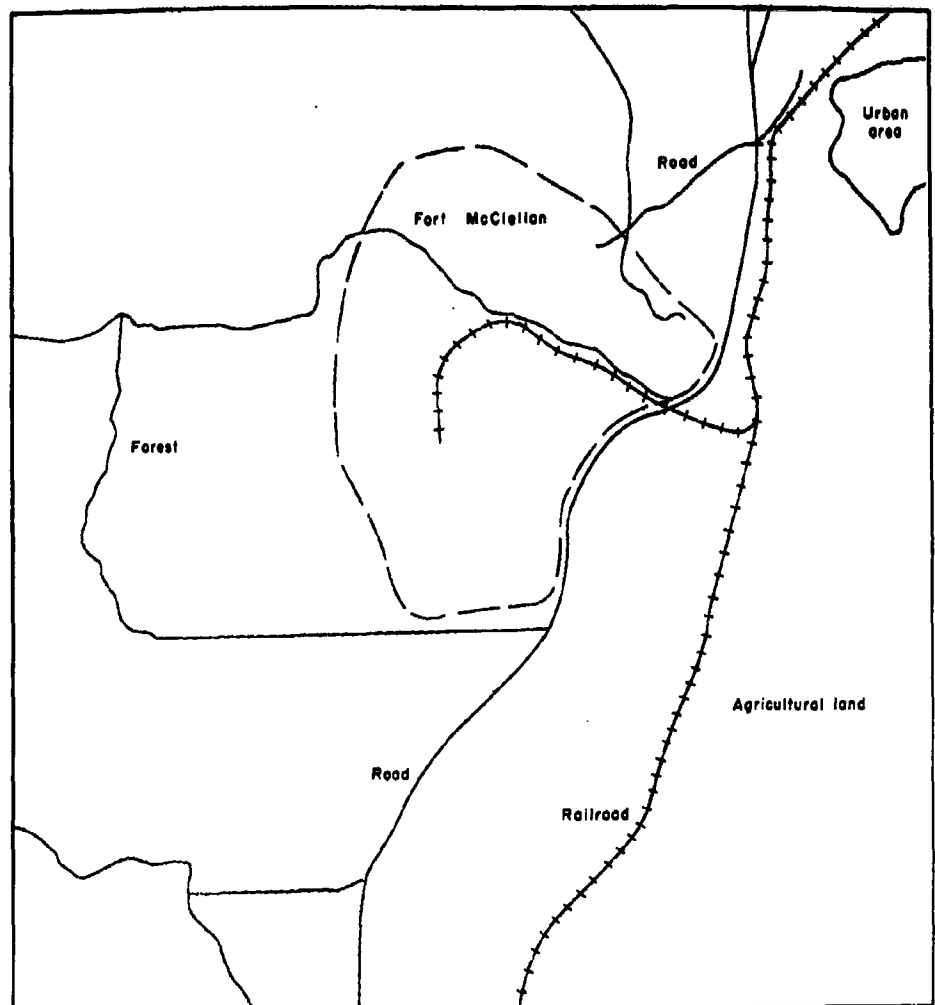 Urban
area
Road
Fort McClellan
Forest
Agricultural land
Road
Railroad